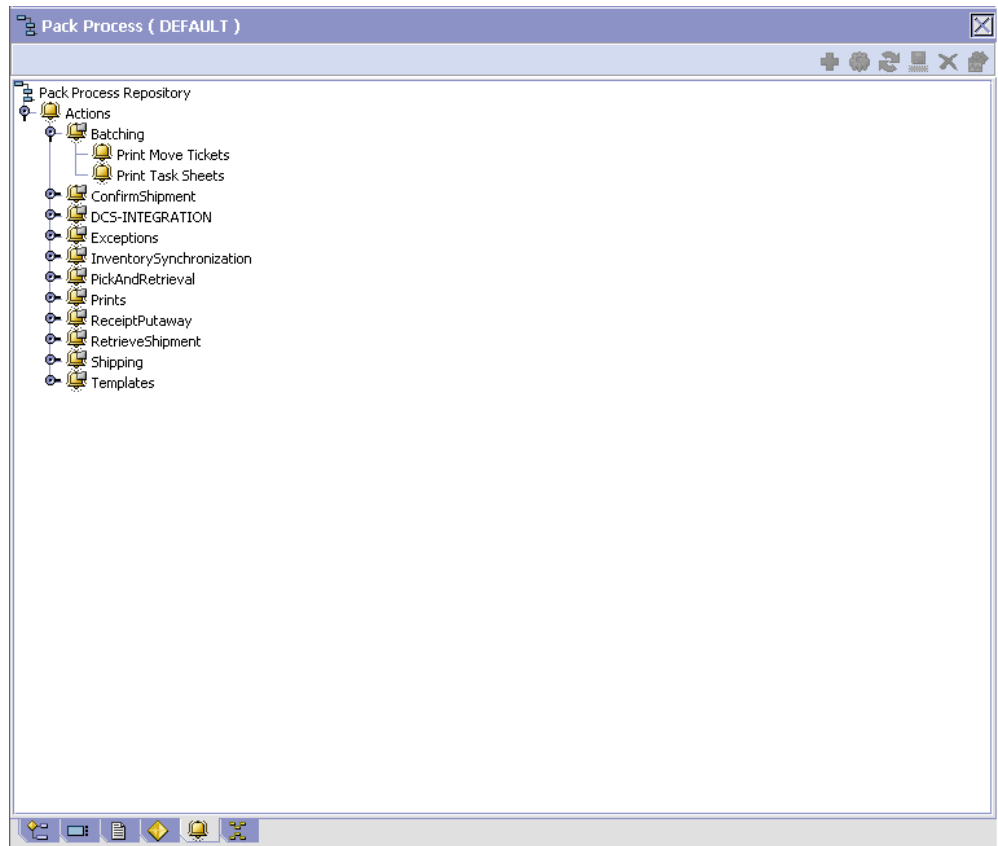 Pack Process ( DEFAULT )
Pack Process Repository
Actions
Batching
Print Move Tickets
Print Task Sheets
ConfirmShipment
DCS-INTEGRATION
Exceptions
InventorySynchronization
PickAndRetrieval
Prints
ReceiptPutaway
RetrieveShipment
Shipping
Templates